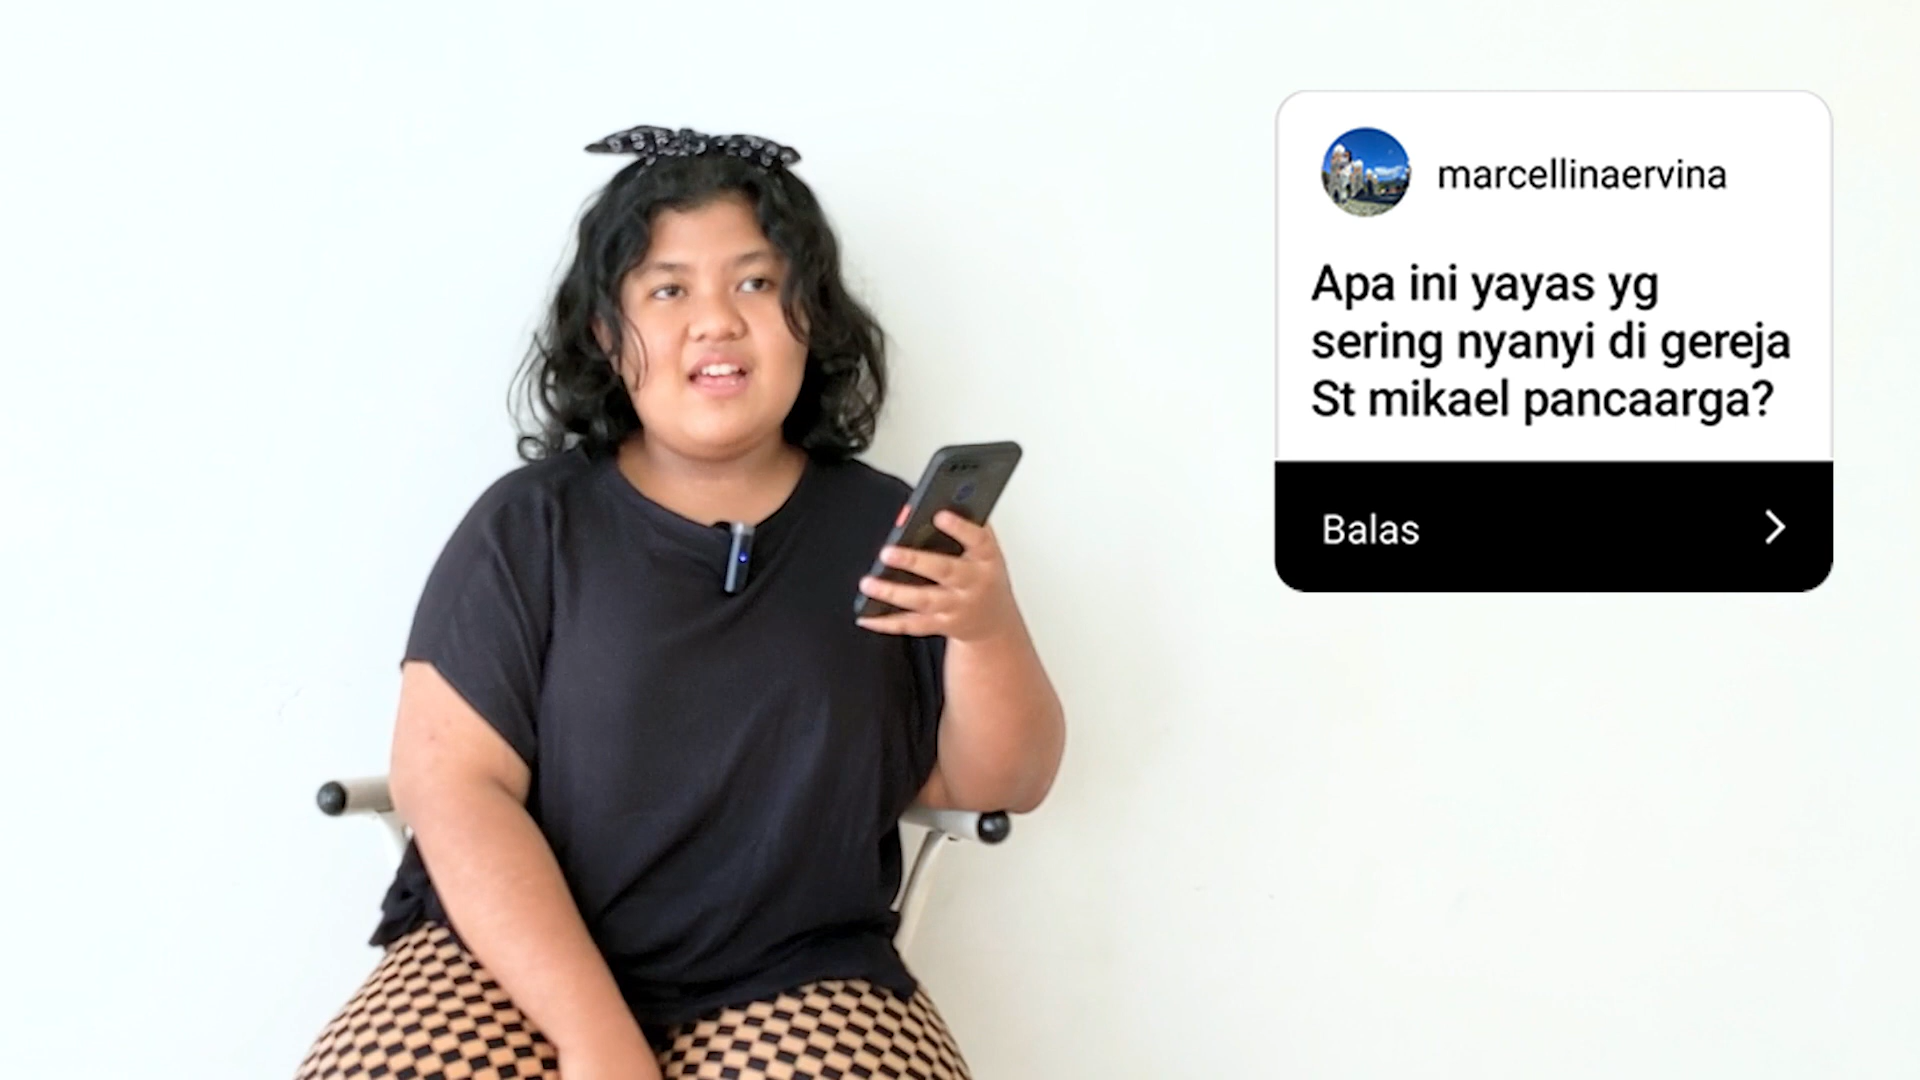 marcellinaervina
Apa ini yayas yg
sering nyanyi di gereja
St mikael pancaarga?
Balas